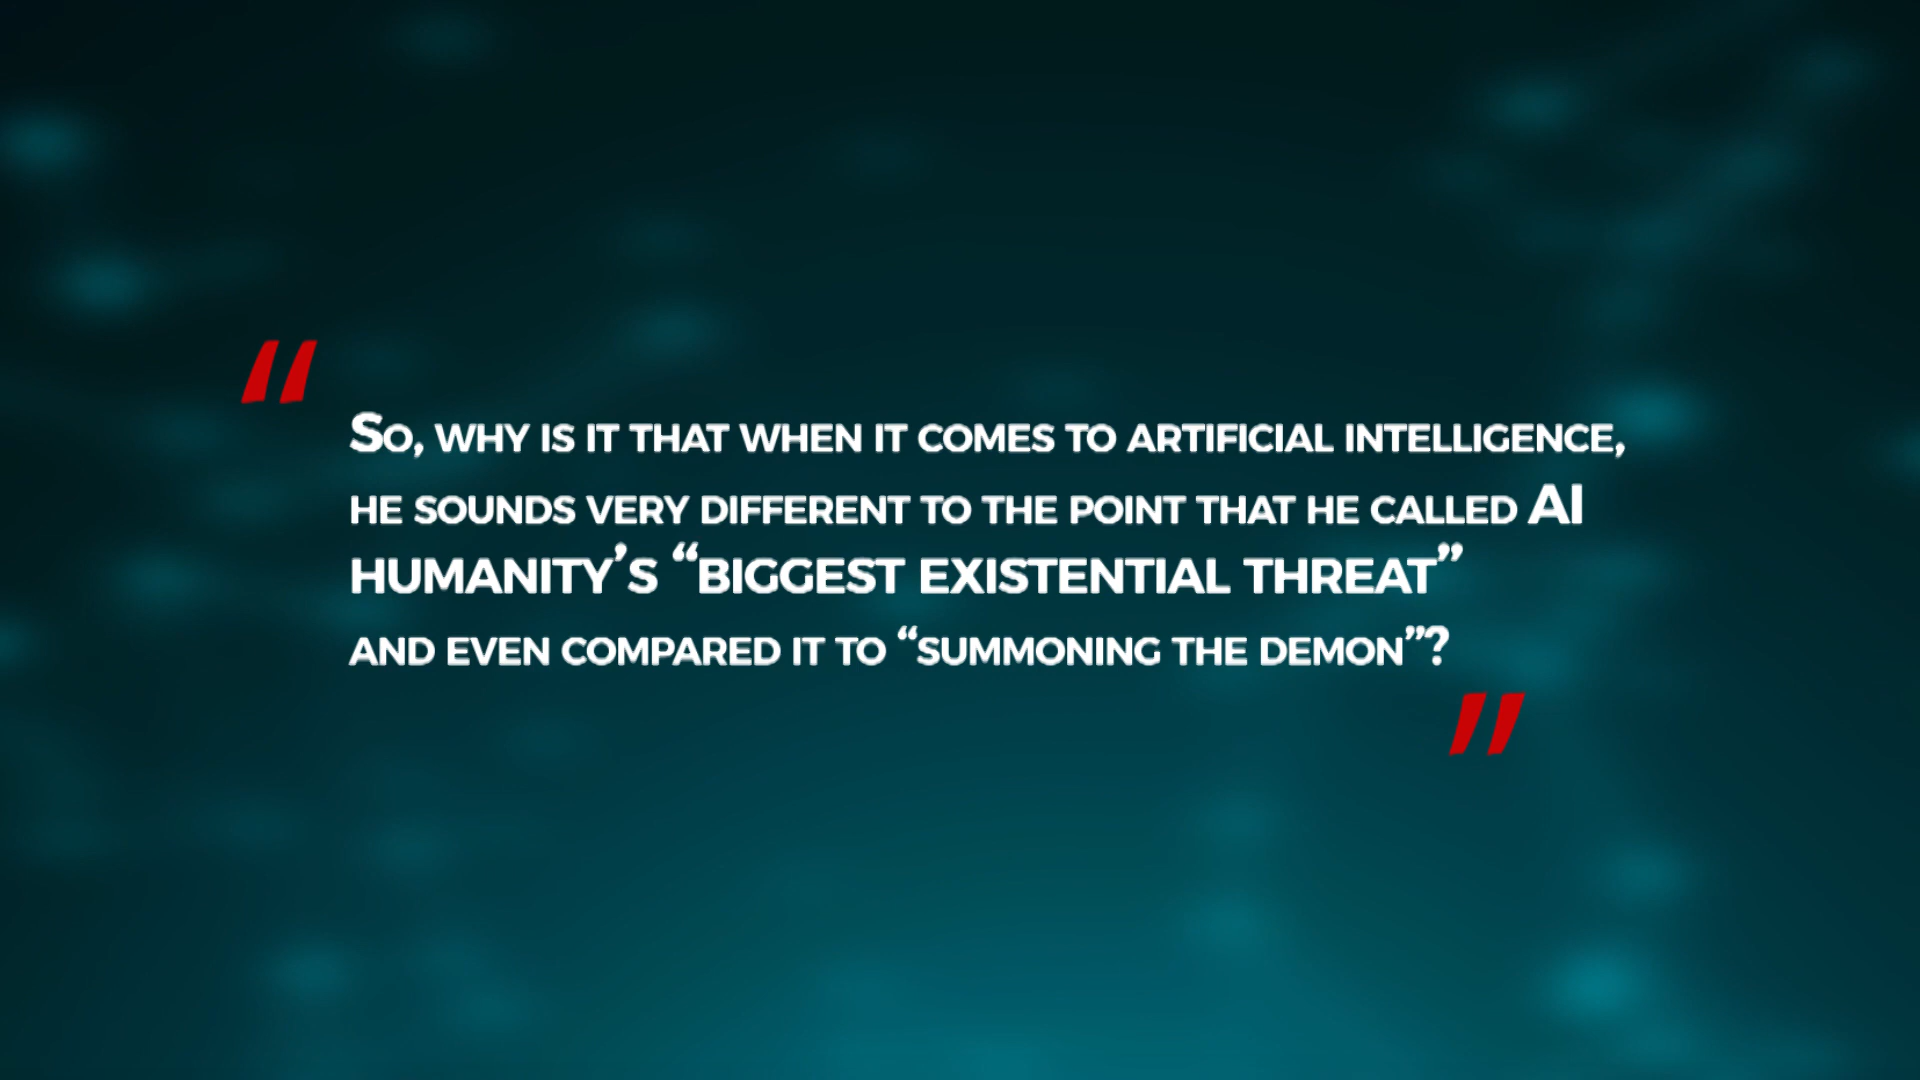 “
So, why is it that when it comes to artificial intelligence,
he sounds very different to the point that he called AI
humanity’s “biggest existential threat”
and even compared it to “summoning the demon”?
”